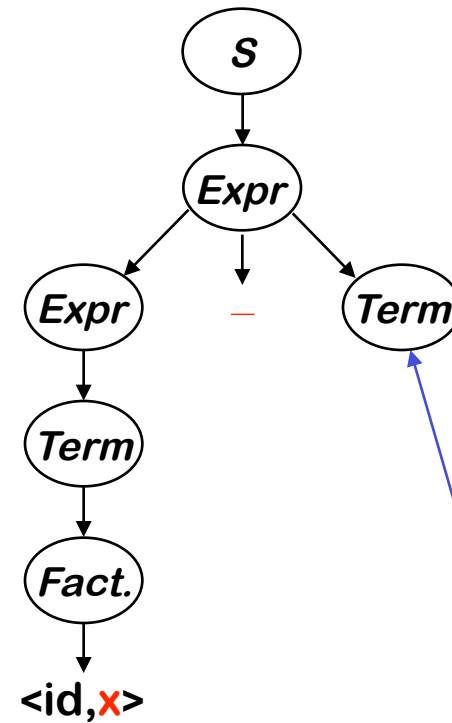 S
Expr
Expr – Term
Term
Fact.
<id,x>